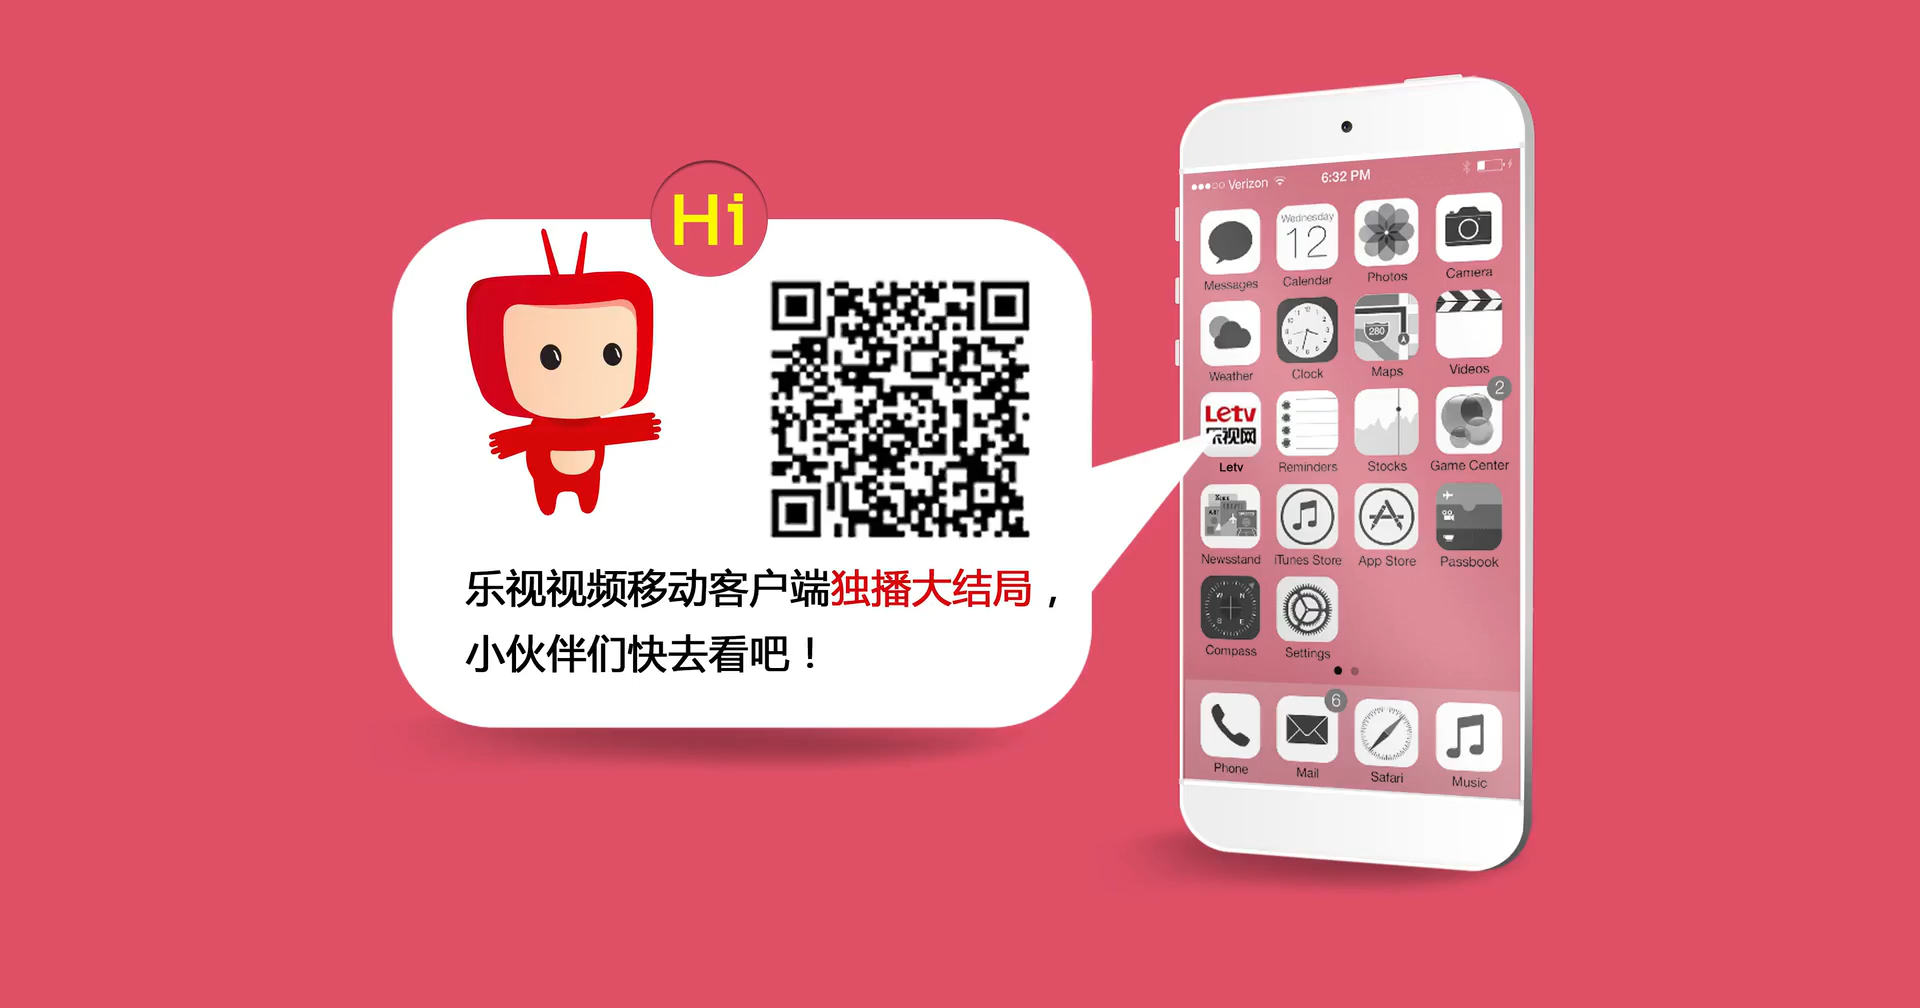 Hi
乐视视频移动客户端独播大结局，
小伙伴们快去看吧！
Verizon 6:32 PM
Wednesday
12
Messages Calendar Photos Camera
280
Weather Clock Maps Videos
2
Letv
乐视网
Letv Reminders Stocks Game Center
Newsstand iTunes Store App Store Passbook
W N
S E
Compass Settings
6
Phone Mail Safari Music